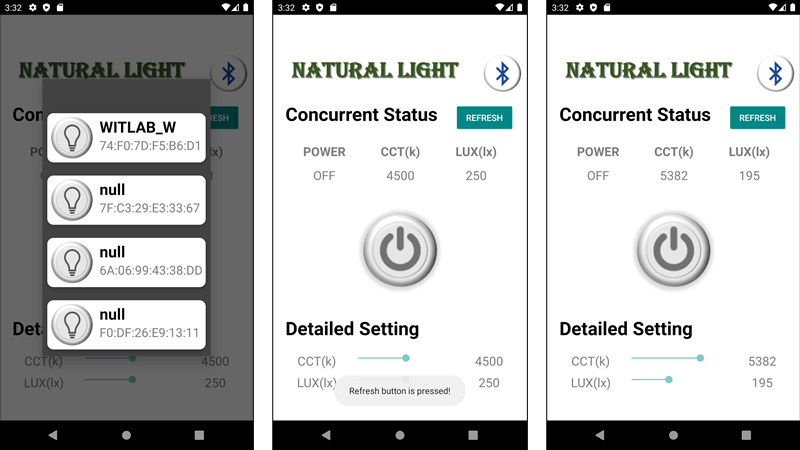 3:32
NATURAL LIGHT
Con
RESH
PO
(lx)
WITLAB_W
74:F0:7D:F5:B6:D1
null
7F:C3:29:E3:33:67
null
6A:06:99:43:38:DD
null
F0:DF:26:E9:13:11
Deta
CCT(k) 4500
LUX(lx) 250
3:32
NATURAL LIGHT
Concurrent Status REFRESH
POWER CCT(k) LUX(lx)
OFF 4500 250
Detailed Setting
CCT(k) 4500
LUX(lx) 250
Refresh button is pressed!
3:32
NATURAL LIGHT
Concurrent Status REFRESH
POWER CCT(k) LUX(lx)
OFF 5382 195
Detailed Setting
CCT(k) 5382
LUX(lx) 195